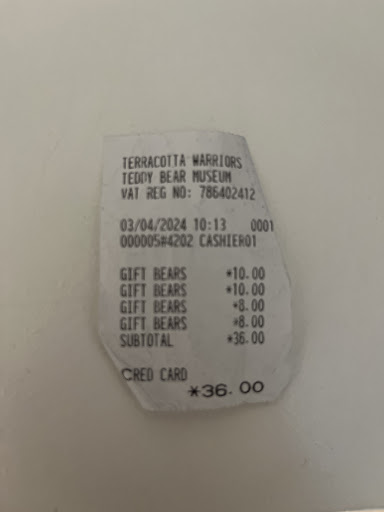 TERRACOTTA WARRIORS
TEDDY BEAR MUSEUM
VAT REG NO: 786402412
03/04/2024 10:13 0001
000005#4202 CASHIER01
GIFT BEARS *10.00
GIFT BEARS *10.00
GIFT BEARS *8.00
GIFT BEARS *8.00
SUBTOTAL *36.00
CRED CARD
*36.00